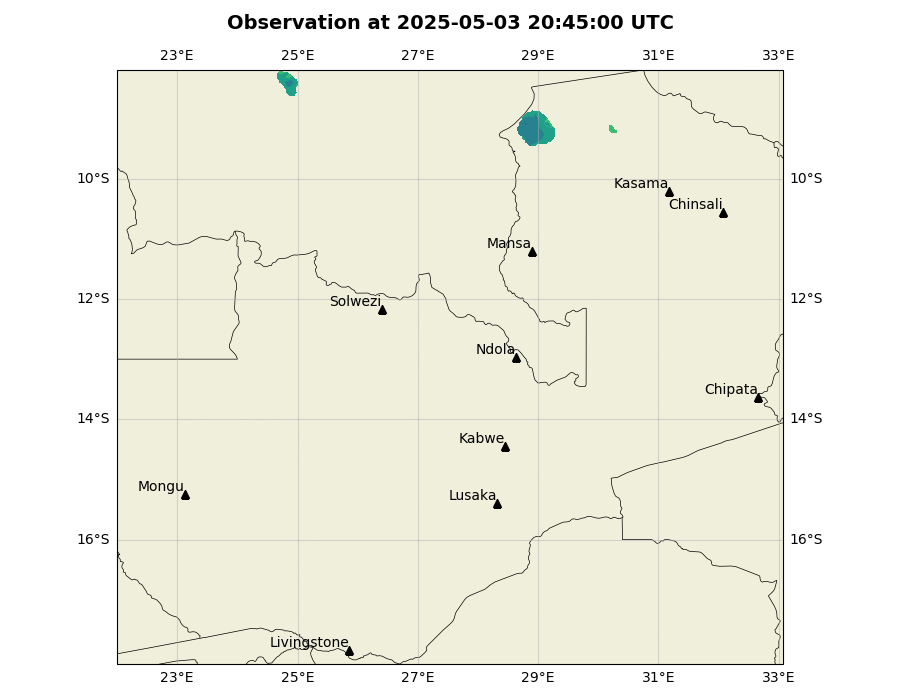 Observation at 2025-05-03 20:45:00 UTC
23°E 25°E 27°E 29°E 31°E 33°E
10°S 10°S
Kasama
Chinsali
Mansa
12°S 12°S
Solwezi
Ndola
Chipata
14°S 14°S
Kabwe
Mongu
Lusaka
16°S 16°S
Livingstone
23°E 25°E 27°E 29°E 31°E 33°E